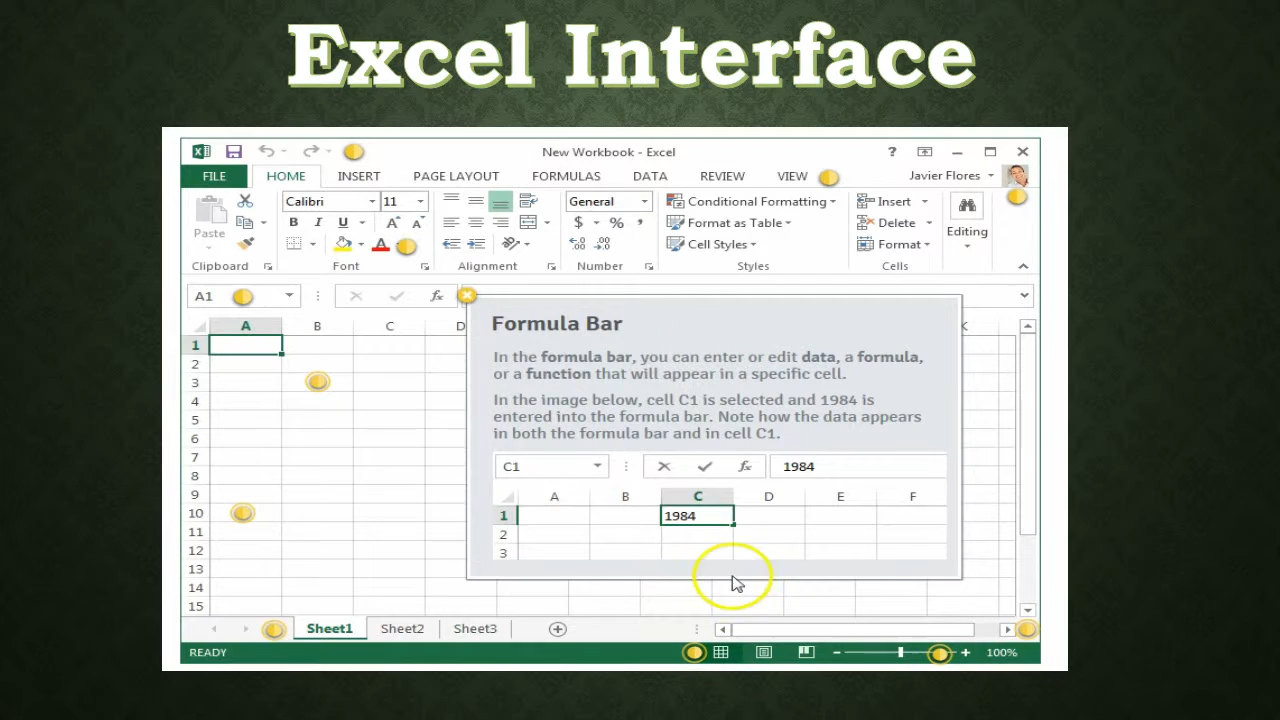 Excel Interface
New Workbook - Excel
?
FILE HOME INSERT PAGE LAYOUT FORMULAS DATA REVIEW VIEW Javier Flores
Calibri 11 General Conditional Formatting Insert
Paste B I U A A $ % , Format as Table Delete Editing
A Cell Styles Format
Clipboard Font Alignment Number Styles Cells
A1 fx
A B C D K
1
2
3
4
5
6
7
8
9
10
11
12
13
14
15
Formula Bar
In the formula bar, you can enter or edit data, a formula,
or a function that will appear in a specific cell.
In the image below, cell C1 is selected and 1984 is
entered into the formula bar. Note how the data appears
in both the formula bar and in cell C1.
C1 fx 1984
A B C D E F
1 1984
2
3
Sheet1 Sheet2 Sheet3
READY 100%